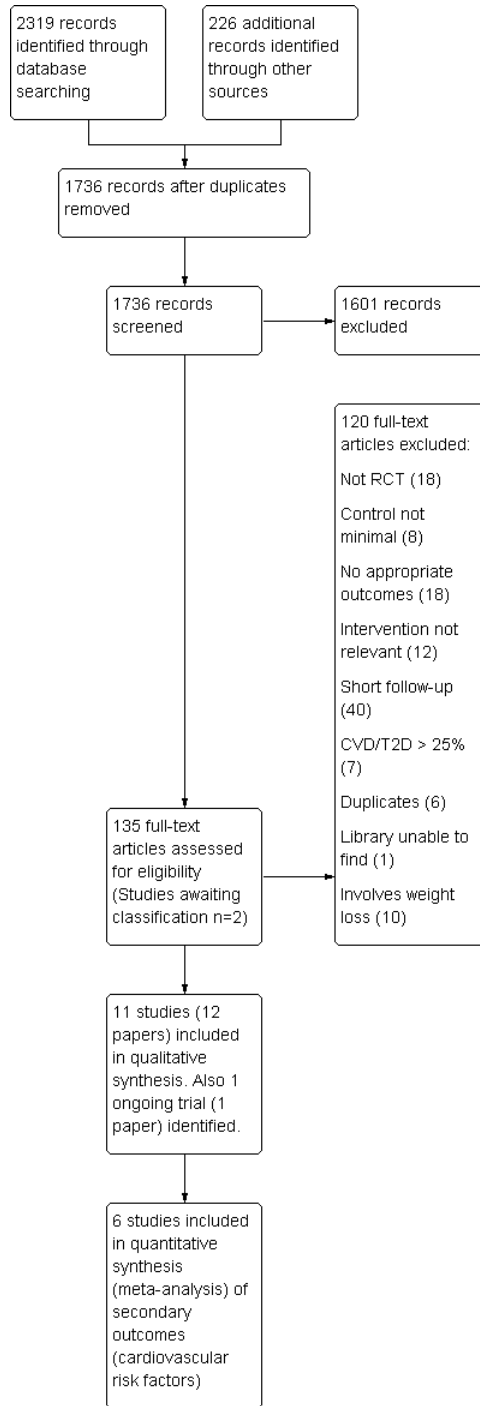 2319 records
identified through
database
searching
226 additional
records identified
through other
sources
1736 records after duplicates
removed
1736 records
screened
1601 records
excluded
120 full-text
articles excluded:
Not RCT (18)
Control not
minimal (8)
No appropriate
outcomes (18)
Intervention not
relevant (12)
Short follow-up
(40)
CVD/T2D > 25%
(7)
Duplicates (6)
Library unable to
find (1)
Involves weight
loss (10)
135 full-text
articles assessed
for eligibility
(Studies awaiting
classification n=2)
11 studies (12
papers) included
in qualitative
synthesis. Also 1
ongoing trial (1
paper) identified.
6 studies included
in quantitative
synthesis
(meta-analysis) of
secondary
outcomes
(cardiovascular
risk factors)